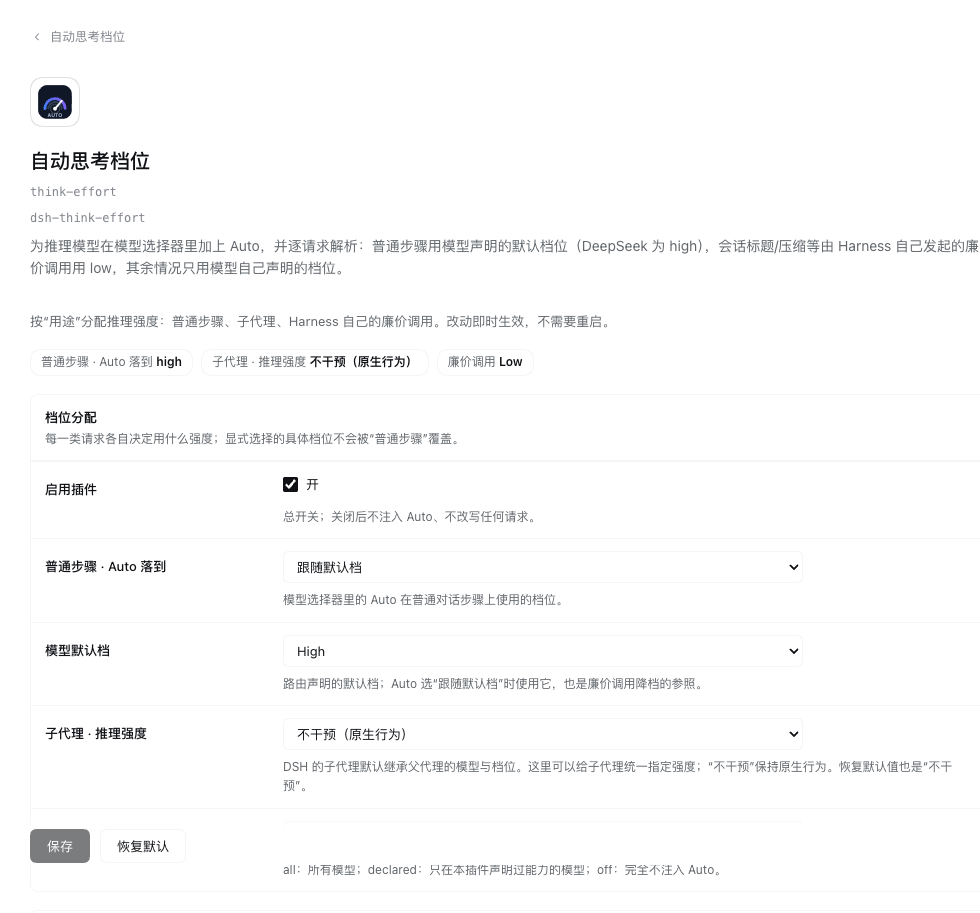 自动思考档位
AUTO
自动思考档位
think-effort
dsh-think-effort
为推理模型在模型选择器里加上 Auto，并逐请求解析：普通步骤用模型声明的默认档位（DeepSeek 为 high），会话标题/压缩等由 Harness 自己发起的廉
价调用用 low，其余情况只用模型自己声明的档位。
按“用途”分配推理强度：普通步骤、子代理、Harness 自己的廉价调用。改动即时生效，不需要重启。
普通步骤 · Auto 落到 high 子代理 · 推理强度 不干预（原生行为） 廉价调用 Low
档位分配
每一类请求各自决定用什么强度；显式选择的具体档位不会被“普通步骤”覆盖。
启用插件 开
总开关；关闭后不注入 Auto、不改写任何请求。
普通步骤 · Auto 落到 跟随默认档
模型选择器里的 Auto 在普通对话步骤上使用的档位。
模型默认档 High
路由声明的默认档；Auto 选“跟随默认档”时使用它，也是廉价调用降档的参照。
子代理 · 推理强度 不干预（原生行为）
DSH 的子代理默认继承父代理的模型与档位。这里可以给子代理统一指定强度；“不干预”保持原生行为。恢复默认值也是“不干
预”。
保存 恢复默认
all：所有模型；declared：只在本插件声明过能力的模型；off：完全不注入 Auto。